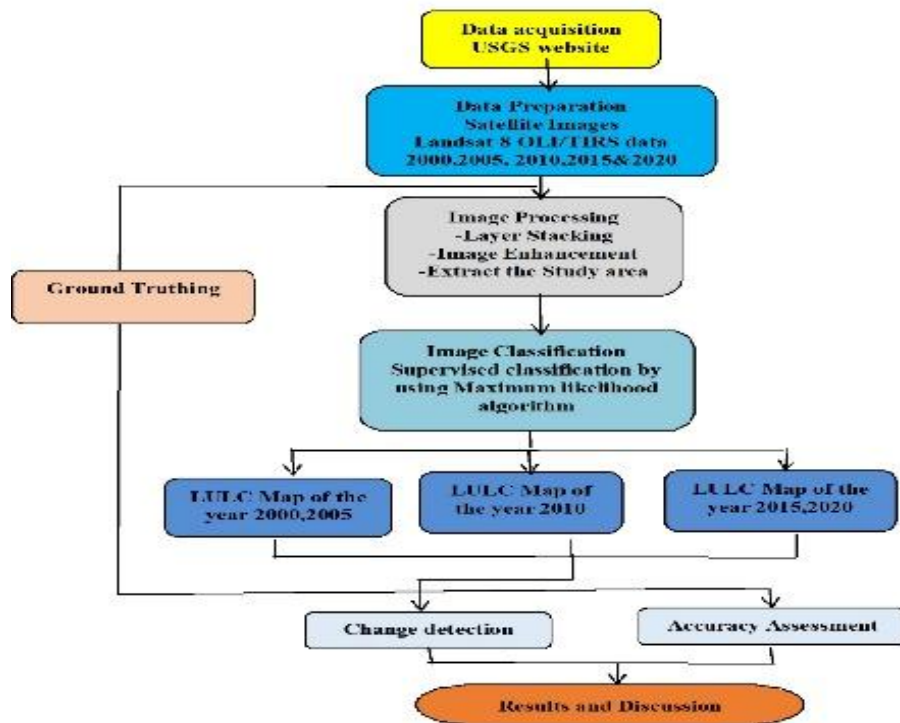 Data acquisition
USGS website
Data Preparation
Satellite Images
Landsat 8 OLI/TIRS data
2000,2005, 2010,2015&2020
Image Processing
-Layer Stacking
-Image Enhancement
-Extract the Study area
Ground Truthing
Image Classification
Supervised classification by
using Maximum likelihood
algorithm
LULC Map of the
year 2000,2005
LULC Map of
the year 2010
LULC Map of the
year 2015,2020
Change detection
Accuracy Assessment
Results and Discussion